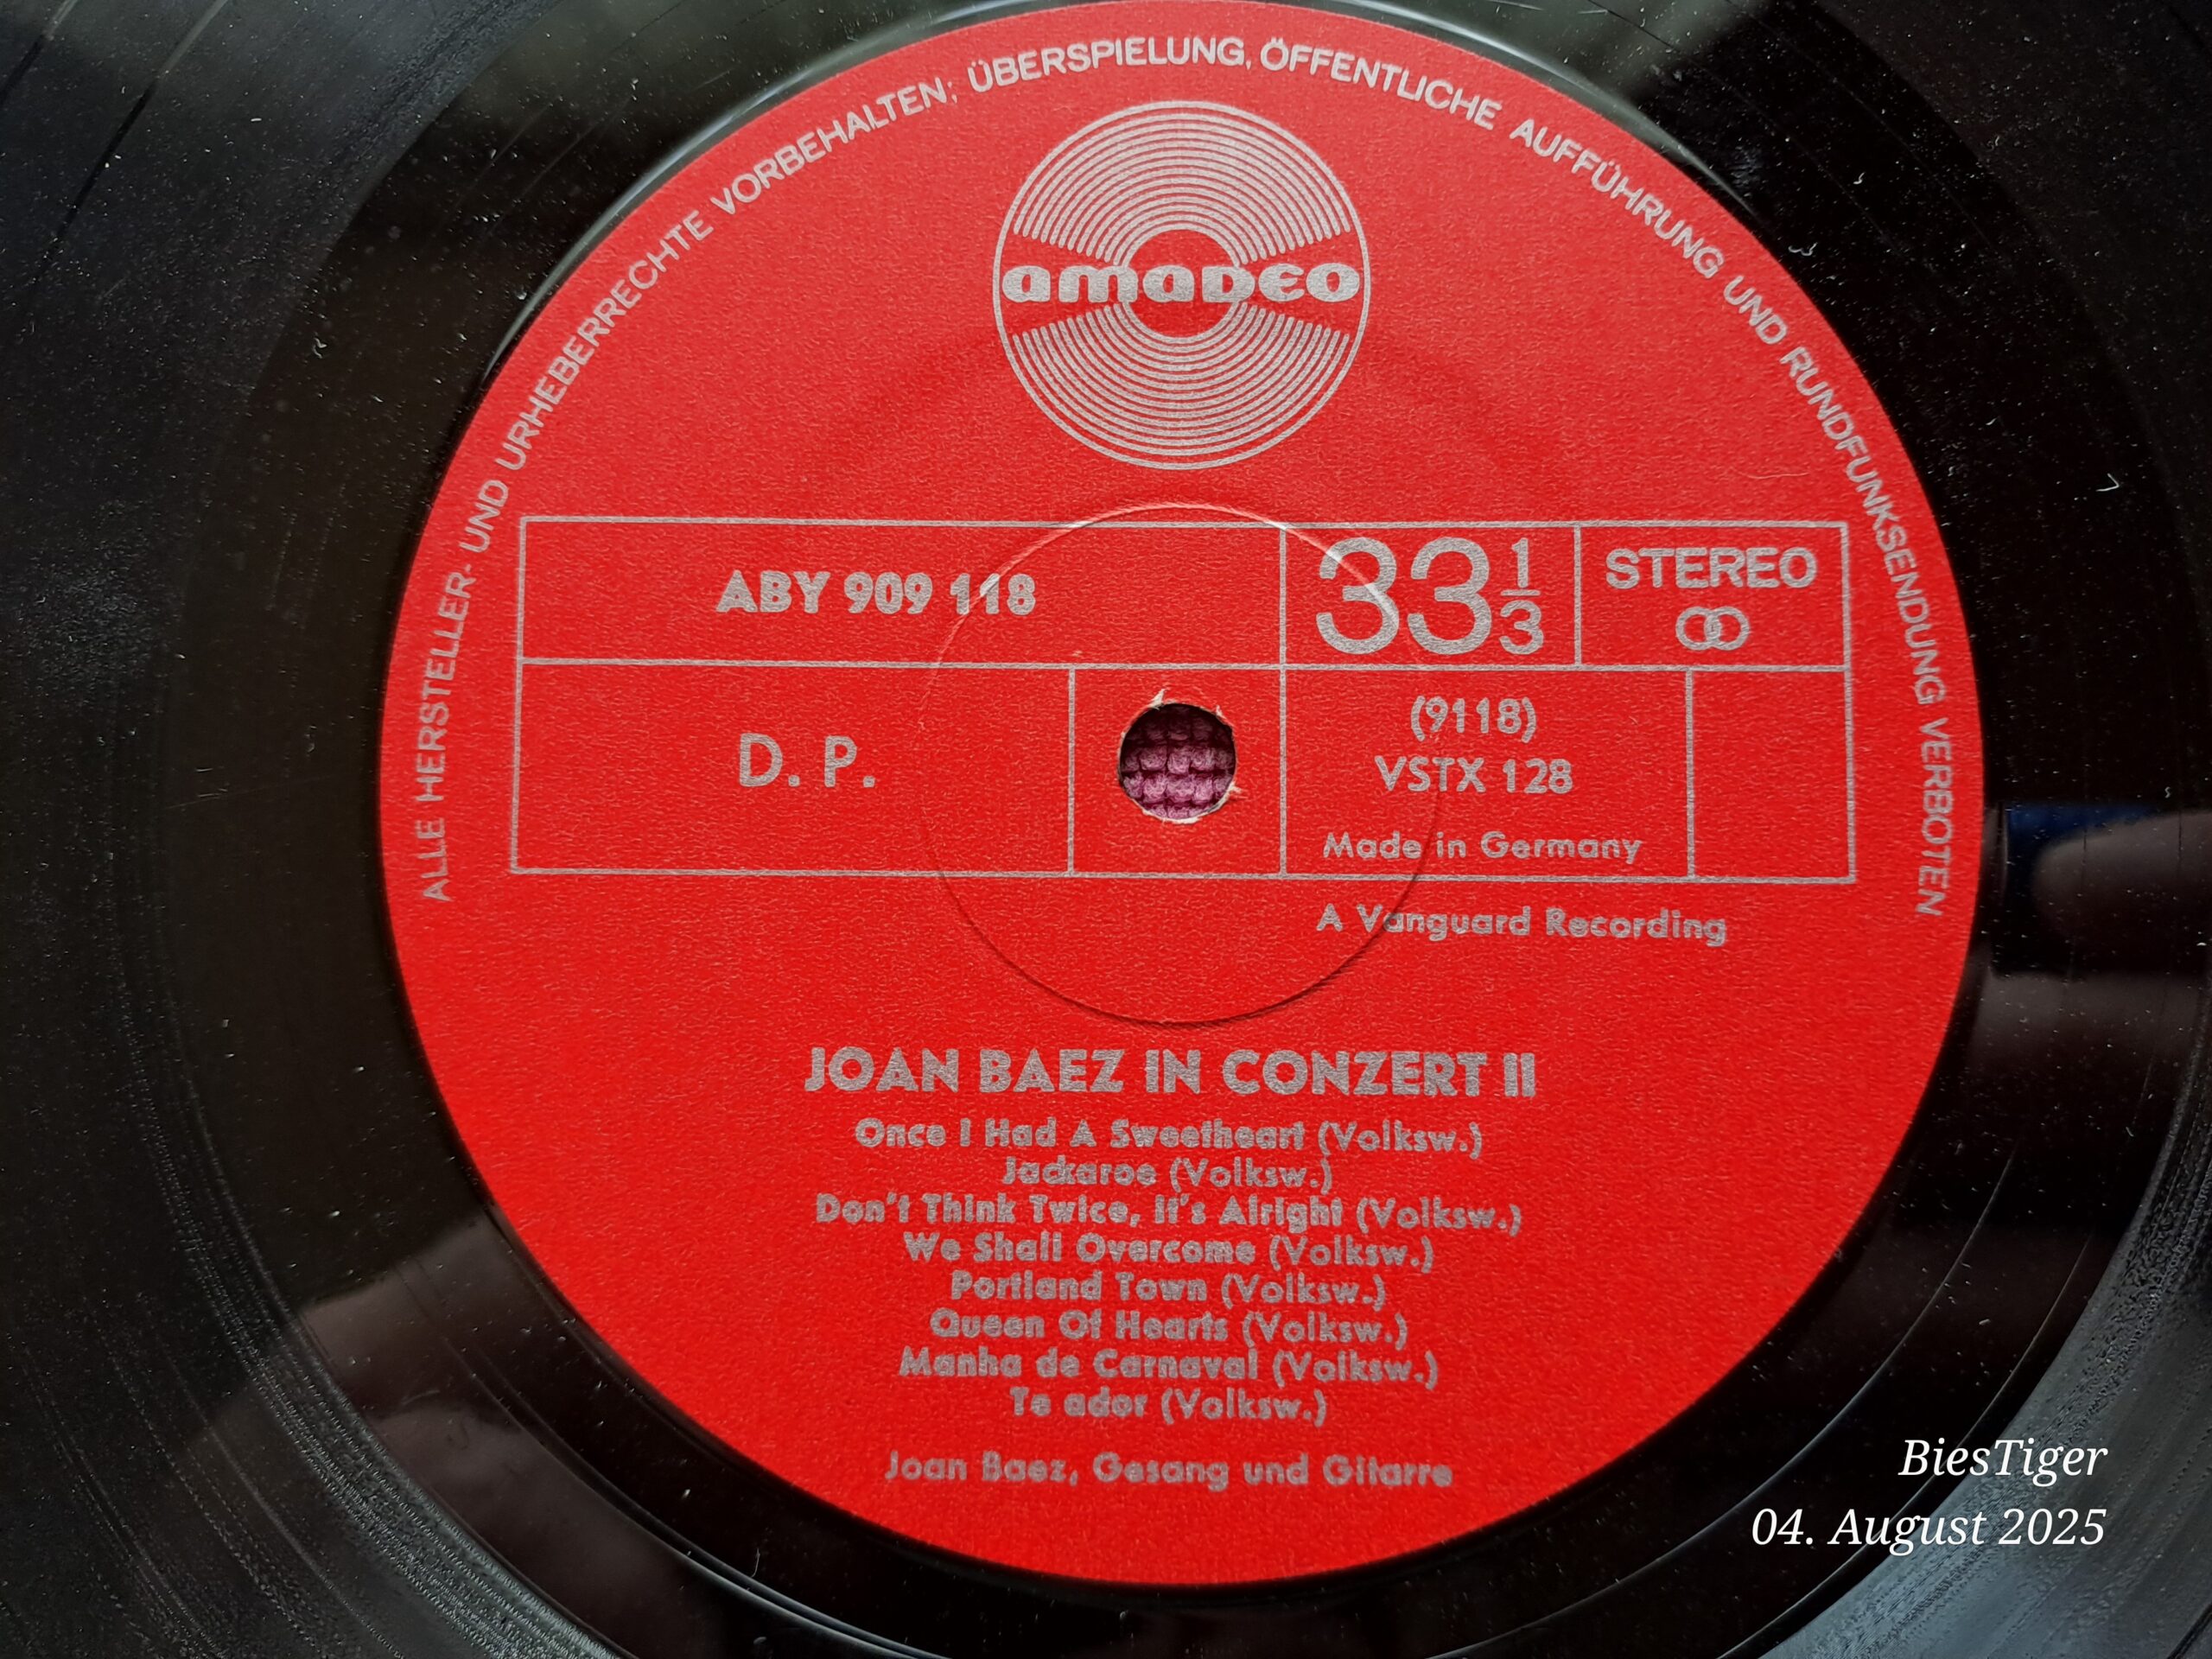 ALLE HERSTELLER- UND URHEBERRECHTE VORBEHALTEN; ÜBERSPIELUNG, ÖFFENTLICHE AUFFÜHRUNG UND RUNDFUNKSENDUNG VERBOTEN
amadeo
ABY 909 118
33 1/3
STEREO
D. P.
(9118)
VSTX 128
Made in Germany
A Vanguard Recording
JOAN BAEZ IN CONZERT II
Once I Had A Sweetheart (Volksw.)
Jackaroe (Volksw.)
Don't Think Twice, It's Alright (Volksw.)
We Shall Overcome (Volksw.)
Portland Town (Volksw.)
Queen Of Hearts (Volksw.)
Manha de Carnaval (Volksw.)
Te ador (Volksw.)
Joan Baez, Gesang und Gitarre
BiesTiger
04. August 2025